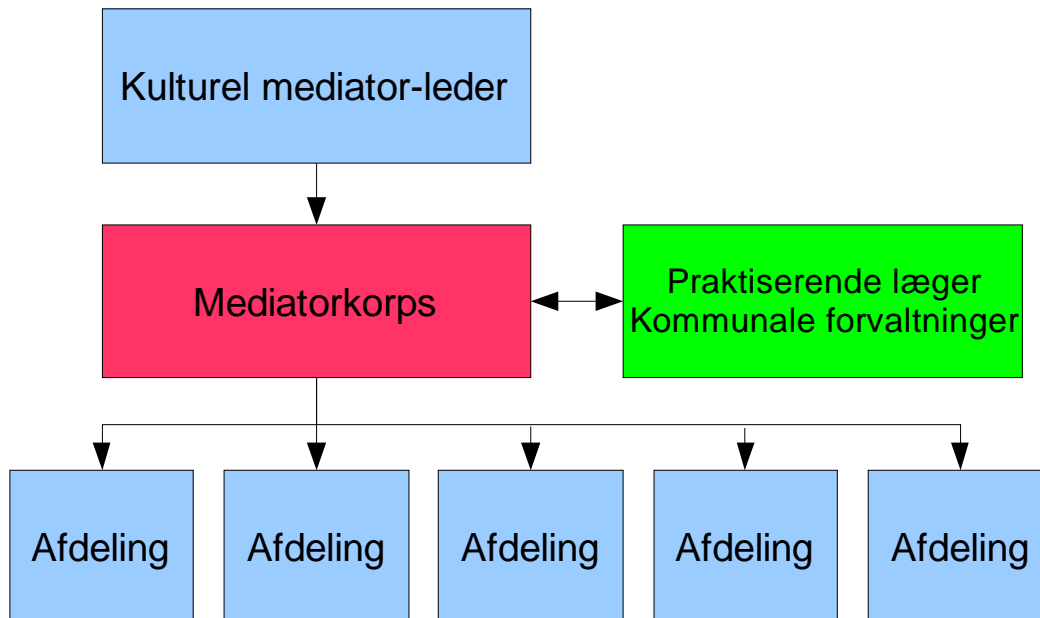 Kulturel mediator-leder
Mediatorkorps
Praktiserende læger
Kommunale forvaltninger
Afdeling
Afdeling
Afdeling
Afdeling
Afdeling